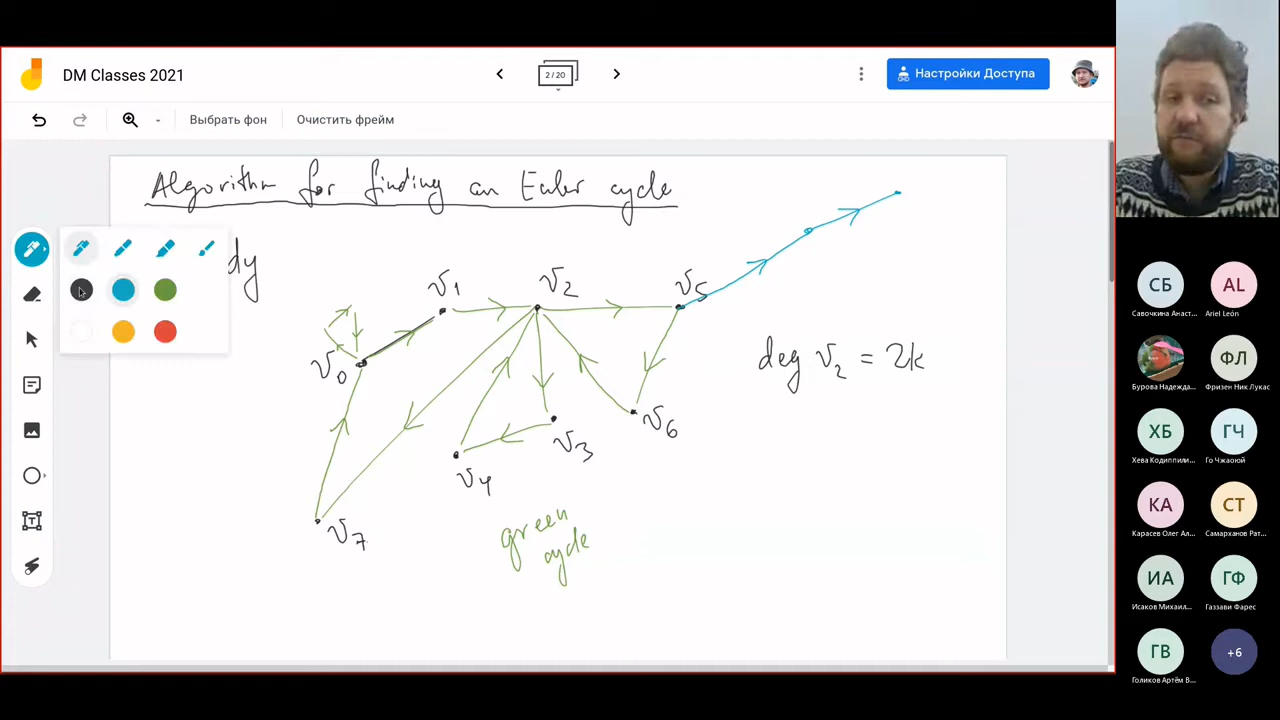 DM Classes 2021
2 / 20
Настройки Доступа
Выбрать фон
Очистить фрейм
Algorithm for finding an Euler cycle
dy
v1
v2
v5
v0
deg v2 = 2k
v6
v3
v4
v7
green
cycle
СБ
AL
Савочкина Анаст...
Ariel León
ФЛ
Бурова Надежда...
Фризен Ник Лукас
ХБ
ГЧ
Хева Кодиппили...
Го Чжаоюй
КА
СТ
Карасев Олег Ал...
Самарханов Рат...
ИА
ГФ
Исаков Михаил...
Газзави Фарес
ГВ
+6
Голиков Артём В...